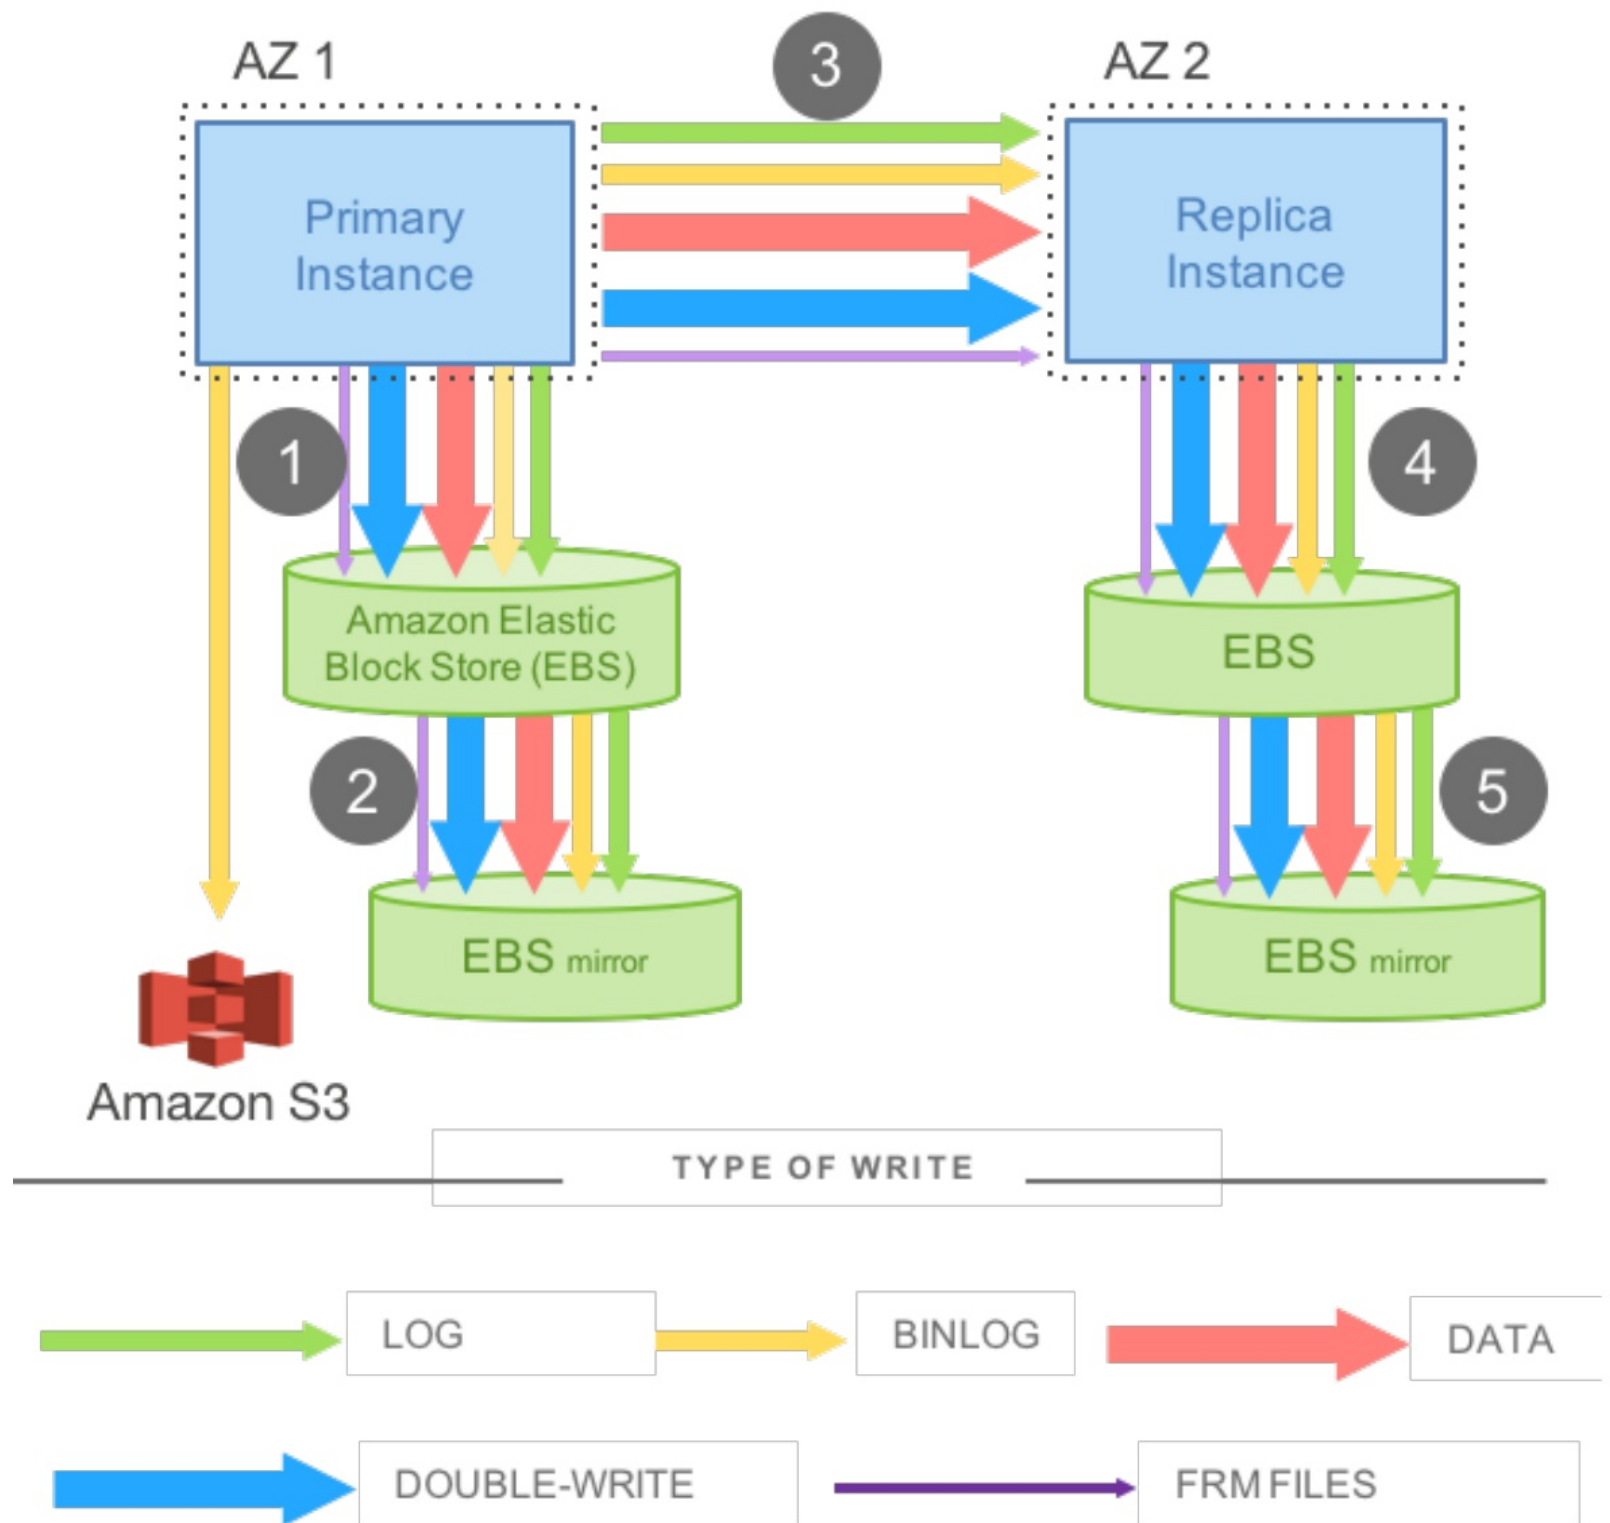 AZ 1
3
AZ 2
Primary
Instance
Replica
Instance
1
4
Amazon Elastic
Block Store (EBS)
EBS
2
5
EBS mirror
EBS mirror
Amazon S3
TYPE OF WRITE
LOG
BINLOG
DATA
DOUBLE-WRITE
FRM FILES